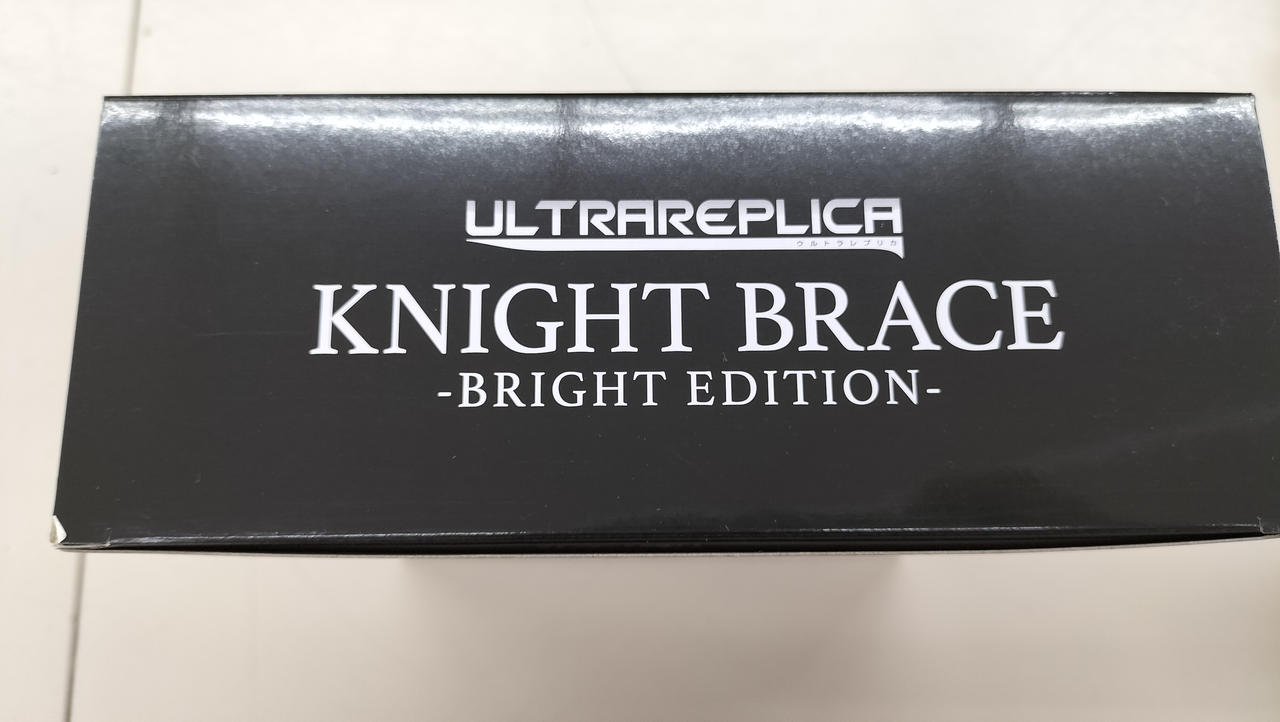 ULTRAREPLICA
ウルトラレプリカ
KNIGHT BRACE
-BRIGHT EDITION-